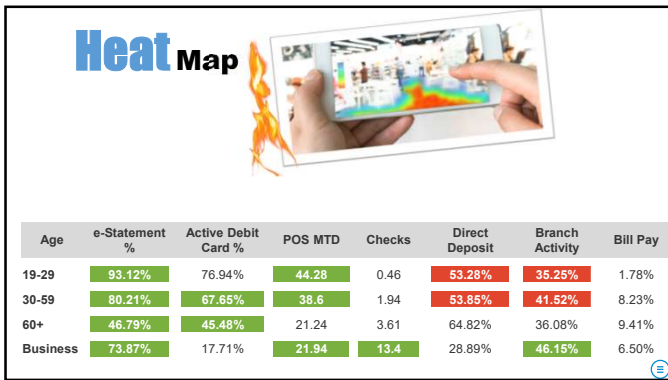 Heat Map
Age e-Statement % Active Debit Card % POS MTD Checks Direct Deposit Branch Activity Bill Pay
19-29 93.12% 76.94% 44.28 0.46 53.28% 35.25% 1.78%
30-59 80.21% 67.65% 38.6 1.94 53.85% 41.52% 8.23%
60+ 46.79% 45.48% 21.24 3.61 64.82% 36.08% 9.41%
Business 73.87% 17.71% 21.94 13.4 28.89% 46.15% 6.50%